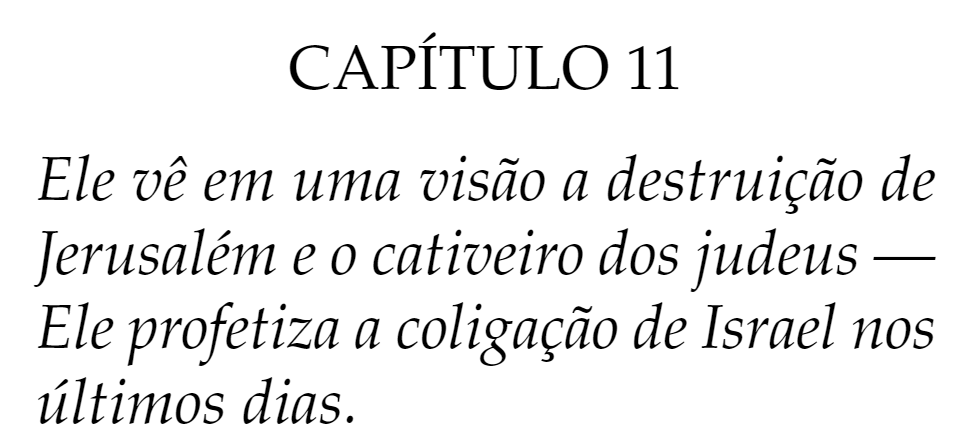 CAPÍTULO 11
Ele vê em uma visão a destruição de
Jerusalém e o cativeiro dos judeus —
Ele profetiza a coligação de Israel nos
últimos dias.